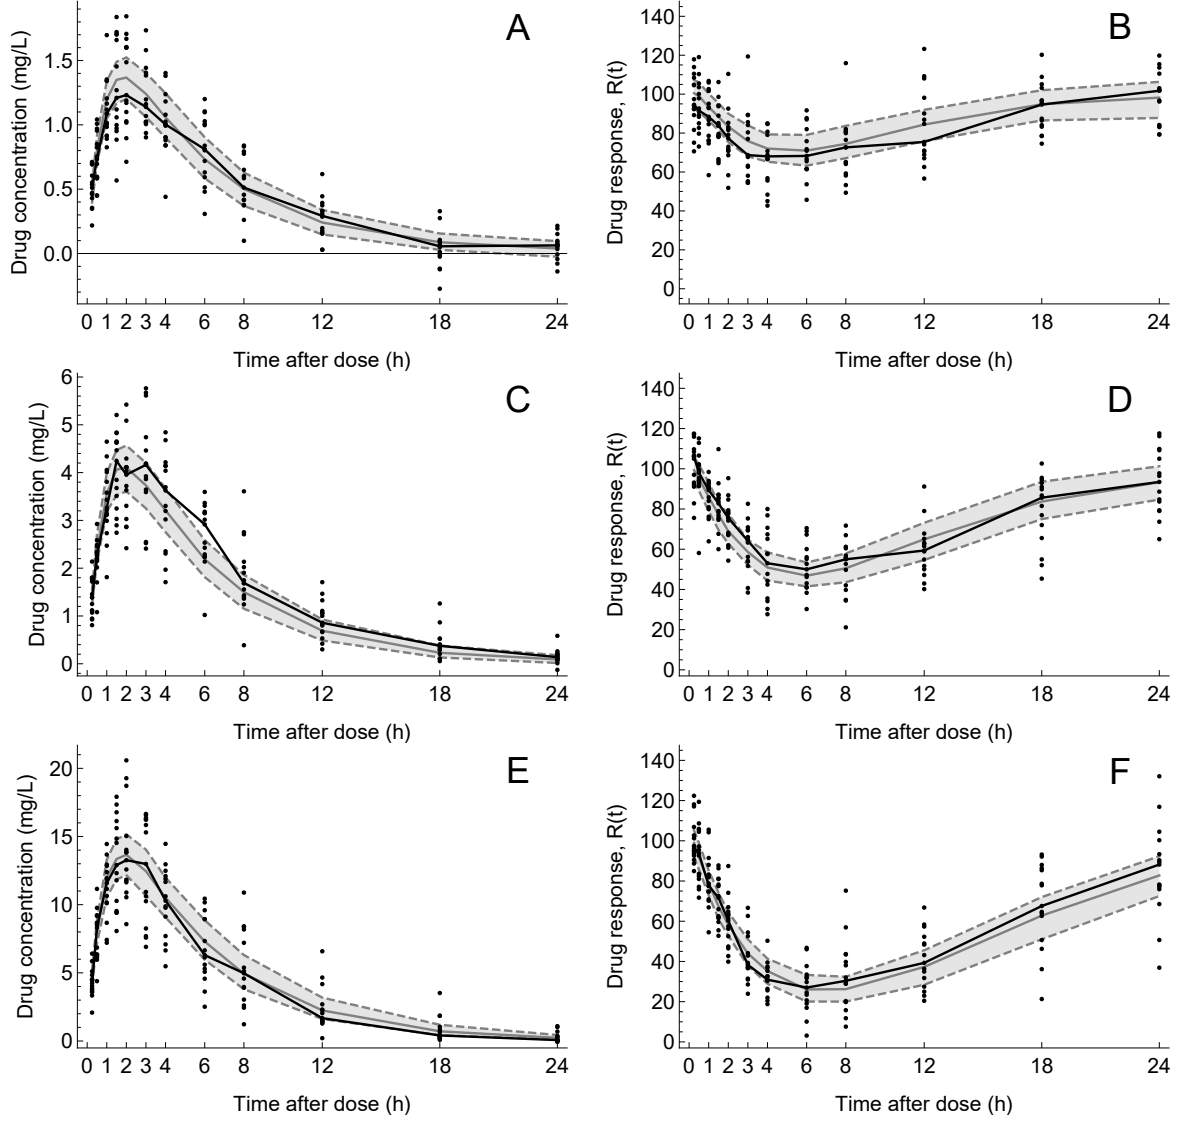 A
Drug concentration (mg/L)
1.5
1.0
0.5
0.0
0 1 2 3 4 6 8 12 18 24
Time after dose (h)
B
Drug response, R(t)
140
120
100
80
60
40
20
0
0 1 2 3 4 6 8 12 18 24
Time after dose (h)
C
Drug concentration (mg/L)
6
5
4
3
2
1
0
0 1 2 3 4 6 8 12 18 24
Time after dose (h)
D
Drug response, R(t)
140
120
100
80
60
40
20
0
0 1 2 3 4 6 8 12 18 24
Time after dose (h)
E
Drug concentration (mg/L)
20
15
10
5
0
0 1 2 3 4 6 8 12 18 24
Time after dose (h)
F
Drug response, R(t)
140
120
100
80
60
40
20
0
0 1 2 3 4 6 8 12 18 24
Time after dose (h)